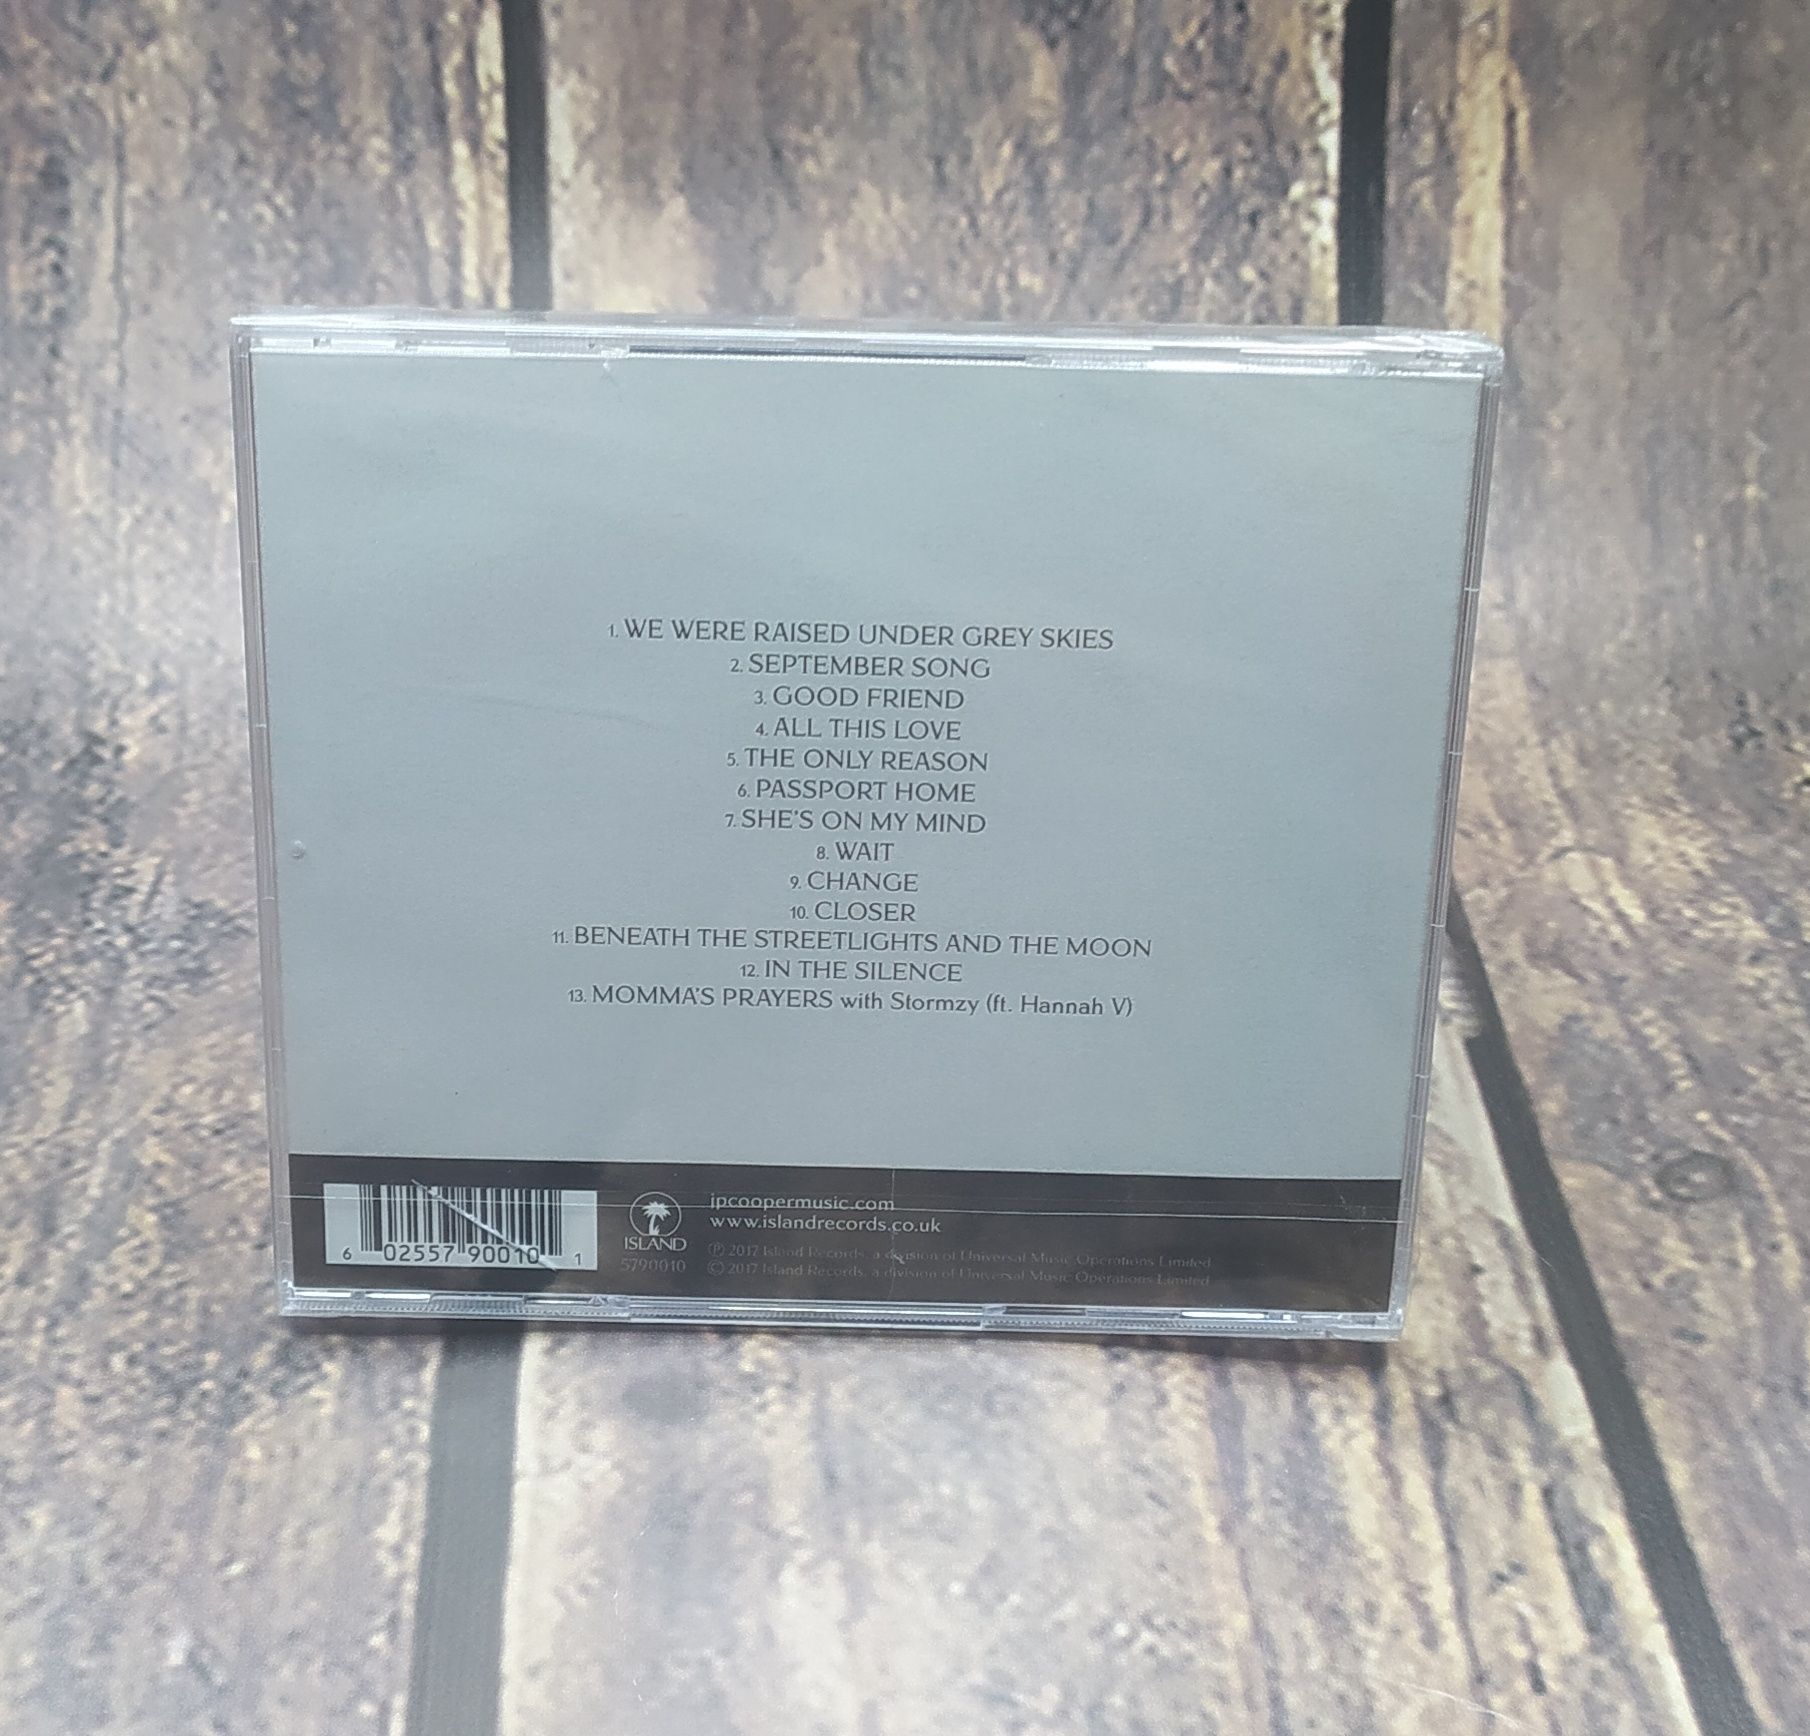 1. WE WERE RAISED UNDER GREY SKIES
2. SEPTEMBER SONG
3. GOOD FRIEND
4. ALL THIS LOVE
5. THE ONLY REASON
6. PASSPORT HOME
7. SHE'S ON MY MIND
8. WAIT
9. CHANGE
10. CLOSER
11. BENEATH THE STREETLIGHTS AND THE MOON
12. IN THE SILENCE
13. MOMMA'S PRAYERS with Stormzy (ft. Hannah V)
6 02557 90010 1
ISLAND
5790010
jpcoopermusic.com
www.islandrecords.co.uk
℗ 2017 Island Records, a division of Universal Music Operations Limited
© 2017 Island Records, a division of Universal Music Operations Limited